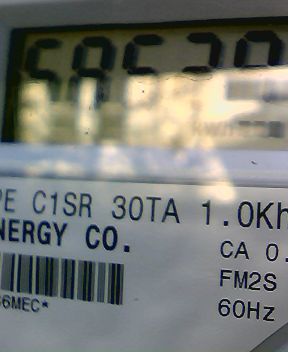 PE C1SR 30TA 1.0Kh
NERGY CO.
CA 0.
FM2S
60Hz
6MEC*